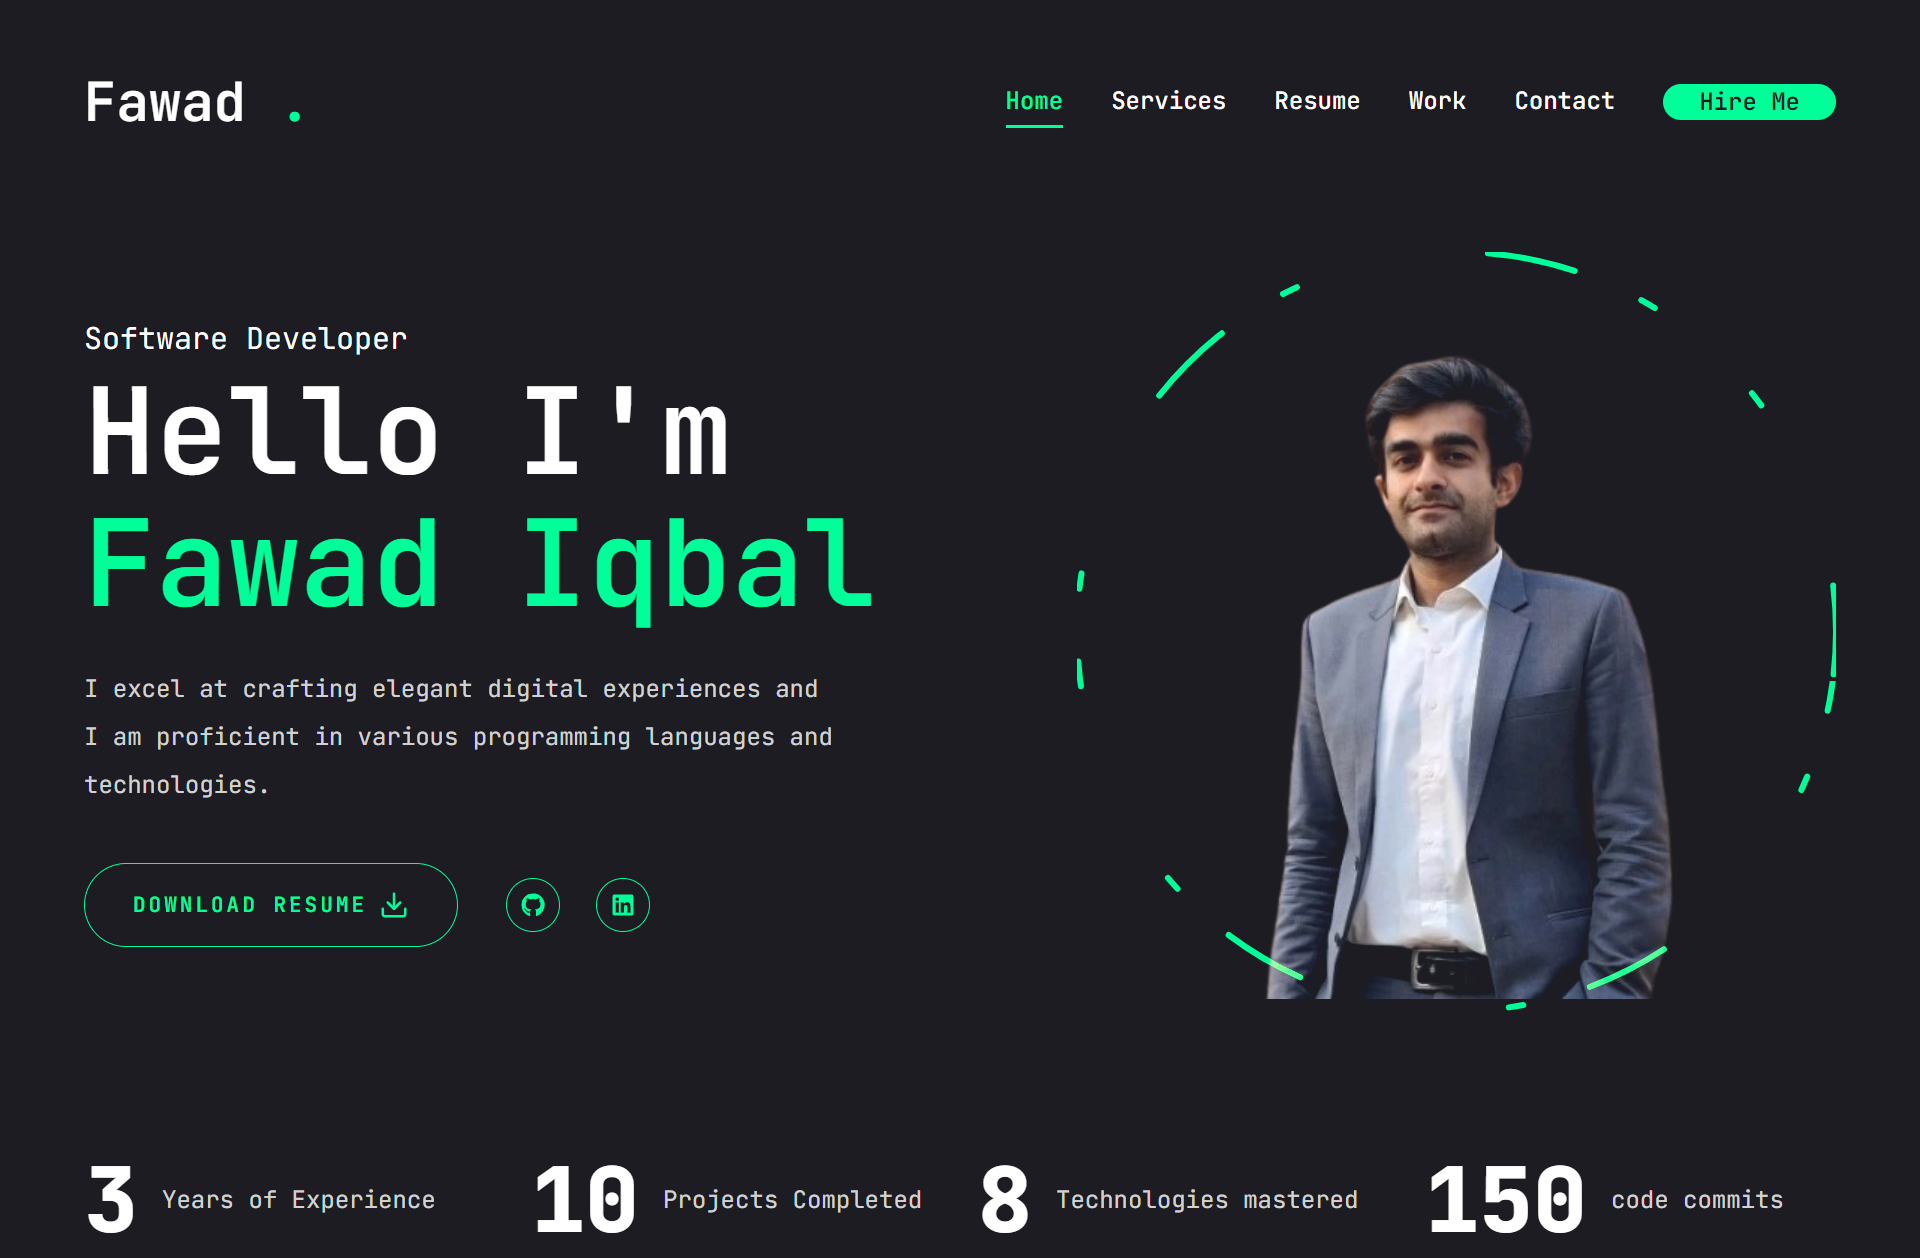 Fawad .
Home Services Resume Work Contact Hire Me
Software Developer
Hello I'm
Fawad Iqbal
I excel at crafting elegant digital experiences and
I am proficient in various programming languages and
technologies.
DOWNLOAD RESUME
in
3 Years of Experience
10 Projects Completed
8 Technologies mastered
150 code commits